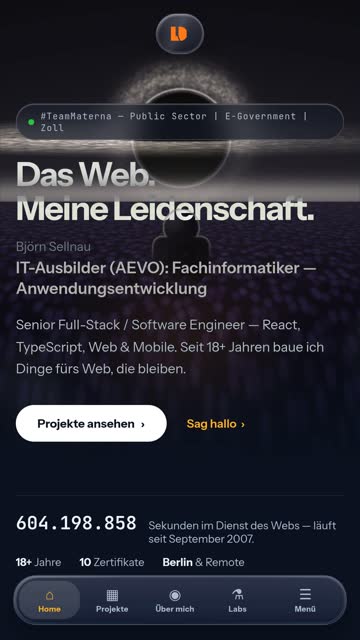 #TeamMaterna — Public Sector | E-Government |
Zoll
Das Web.
Meine Leidenschaft.
Björn Sellnau
IT-Ausbilder (AEVO): Fachinformatiker —
Anwendungsentwicklung
Senior Full-Stack / Software Engineer — React,
TypeScript, Web & Mobile. Seit 18+ Jahren baue ich
Dinge fürs Web, die bleiben.
Projekte ansehen ›
Sag hallo ›
604.198.858
Sekunden im Dienst des Webs — läuft
seit September 2007.
18+ Jahre 10 Zertifikate Berlin & Remote
Home Projekte Über mich Labs Menü